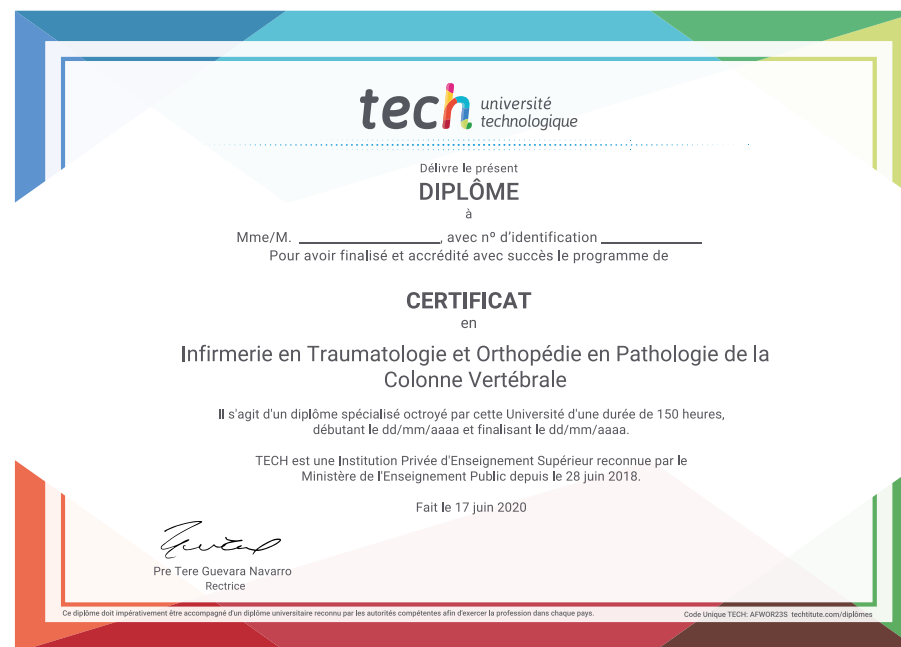 tech université
technologique
Délivre le présent
DIPLÔME
à
Mme/M. ____________________, avec nº d'identification ______________
Pour avoir finalisé et accrédité avec succès le programme de
CERTIFICAT
en
Infirmerie en Traumatologie et Orthopédie en Pathologie de la
Colonne Vertébrale
Il s'agit d'un diplôme spécialisé octroyé par cette Université d'une durée de 150 heures,
débutant le dd/mm/aaaa et finalisant le dd/mm/aaaa.
TECH est une Institution Privée d'Enseignement Supérieur reconnue par le
Ministère de l'Enseignement Public depuis le 28 juin 2018.
Fait le 17 juin 2020
Pre Tere Guevara Navarro
Rectrice
Ce diplôme doit impérativement être accompagné d'un diplôme universitaire reconnu par les autorités compétentes afin d'exercer la profession dans chaque pays.
Code Unique TECH: AFWOR23S techtitute.com/diplômes